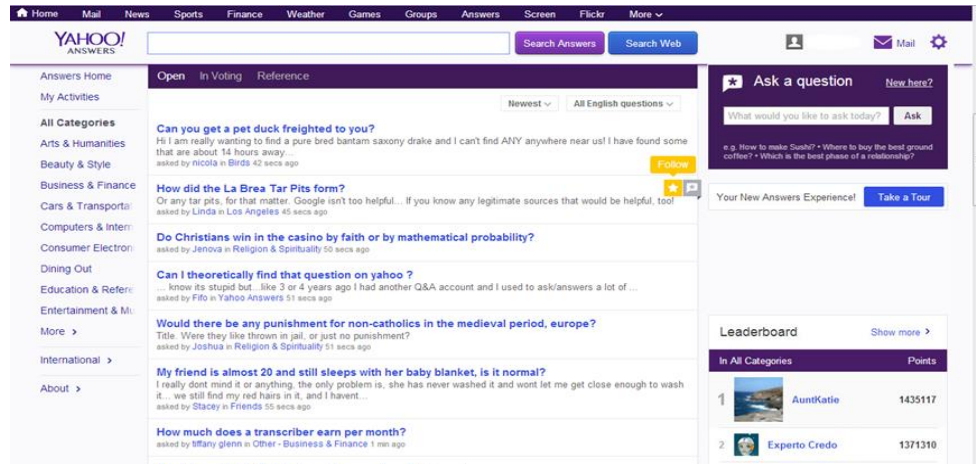 Home Mail News Sports Finance Weather Games Groups Answers Screen Flickr More
YAHOO!
ANSWERS
Search Answers Search Web
Mail
Answers Home
My Activities
All Categories
Arts & Humanities
Beauty & Style
Business & Finance
Cars & Transporta
Computers & Intern
Consumer Electron
Dining Out
Education & Refere
Entertainment & Mu
More >
International >
About >
Open In Voting Reference
Newest All English questions
Can you get a pet duck freighted to you?
Hi I am really wanting to find a pure bred bantam saxony drake and I can't find ANY anywhere near us! I have found some
that are about 14 hours away...
asked by nicola in Birds 42 secs ago
Follow
How did the La Brea Tar Pits form?
Or any tar pits, for that matter. Google isn't too helpful... If you know any legitimate sources that would be helpful, too!
asked by Linda in Los Angeles 45 secs ago
Do Christians win in the casino by faith or by mathematical probability?
asked by Jenova in Religion & Spirituality 50 secs ago
Can I theoretically find that question on yahoo ?
... know its stupid but...like 3 or 4 years ago I had another Q&A account and I used to ask/answers a lot of ...
asked by Fifo in Yahoo Answers 51 secs ago
Would there be any punishment for non-catholics in the medieval period, europe?
Title. Were they like thrown in jail, or just no punishment?
asked by Joshua in Religion & Spirituality 51 secs ago
My friend is almost 20 and still sleeps with her baby blanket, is it normal?
I really dont mind it or anything, the only problem is, she has never washed it and wont let me get close enough to wash
it... we still find my red hairs in it, and I havent...
asked by Stacey in Friends 55 secs ago
How much does a transcriber earn per month?
asked by tiffany glenn in Other - Business & Finance 1 min ago
Ask a question New here?
What would you like to ask today? Ask
e.g. How to make Sushi? • Where to buy the best ground
coffee? • Which is the best phase of a relationship?
Your New Answers Experience! Take a Tour
Leaderboard Show more >
In All Categories Points
1 AuntKatie 1435117
2 Experto Credo 1371310